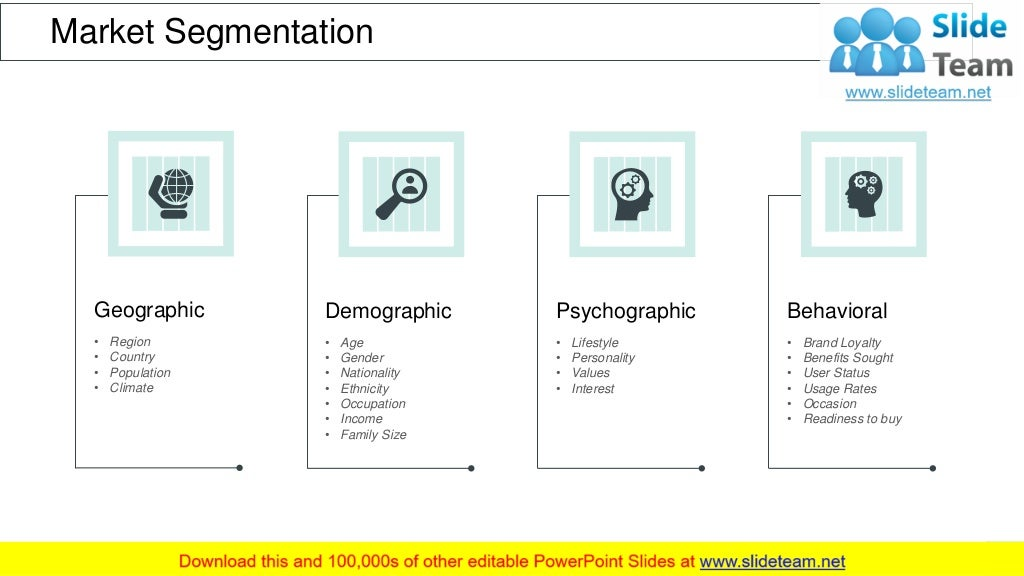 Market Segmentation
Slide
Team
www.slideteam.net
Geographic
• Region
• Country
• Population
• Climate
Demographic
• Age
• Gender
• Nationality
• Ethnicity
• Occupation
• Income
• Family Size
Psychographic
• Lifestyle
• Personality
• Values
• Interest
Behavioral
• Brand Loyalty
• Benefits Sought
• User Status
• Usage Rates
• Occasion
• Readiness to buy
Download this and 100,000s of other editable PowerPoint Slides at www.slideteam.net